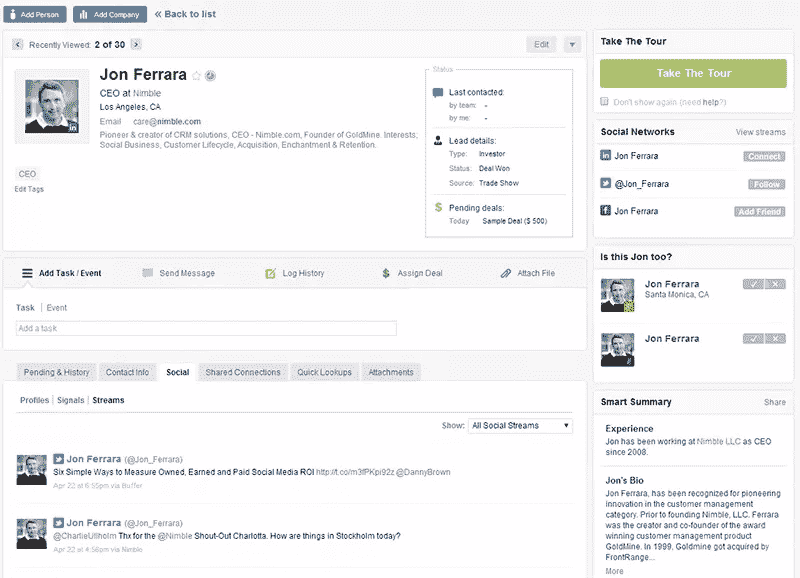 Add Person
Add Company
« Back to list
Recently Viewed: 2 of 30
Edit
Jon Ferrara
CEO at Nimble
Los Angeles, CA
Email care@nimble.com
Pioneer & creator of CRM solutions, CEO - Nimble.com, Founder of GoldMine. Interests;
Social Business, Customer Lifecycle, Acquisition, Enchantment & Retention.
CEO
Edit Tags
Status
Last contacted:
by team: -
by me: -
Lead details:
Type: Investor
Status: Deal Won
Source: Trade Show
Pending deals:
Today Sample Deal ($ 500)
Add Task / Event
Send Message
Log History
Assign Deal
Attach File
Task | Event
Add a task
Pending & History
Contact Info
Social
Shared Connections
Quick Lookups
Attachments
Profiles | Signals | Streams
Show: All Social Streams
Jon Ferrara (@Jon_Ferrara)
Six Simple Ways to Measure Owned, Earned and Paid Social Media ROI http://t.co/m3fPKpi92z @DannyBrown
Apr 22 at 6:55pm via Buffer
Jon Ferrara (@Jon_Ferrara)
@CharlieUllholm Thx for the @Nimble Shout-Out Charlotta. How are things in Stockholm today?
Apr 22 at 4:56pm via Nimble
Take The Tour
Take The Tour
Don't show again (need help?)
Social Networks
View streams
Jon Ferrara
Connect
@Jon_Ferrara
Follow
Jon Ferrara
Add Friend
Is this Jon too?
Jon Ferrara
Santa Monica, CA
Jon Ferrara
Smart Summary
Share
Experience
Jon has been working at Nimble LLC as CEO
since 2008.
Jon's Bio
Jon Ferrara, has been recognized for pioneering
innovation in the customer management
category. Prior to founding Nimble, LLC. Ferrara
was the creator and co-founder of the award
winning customer management product
GoldMine. In 1999, Goldmine got acquired by
FrontRange...
More